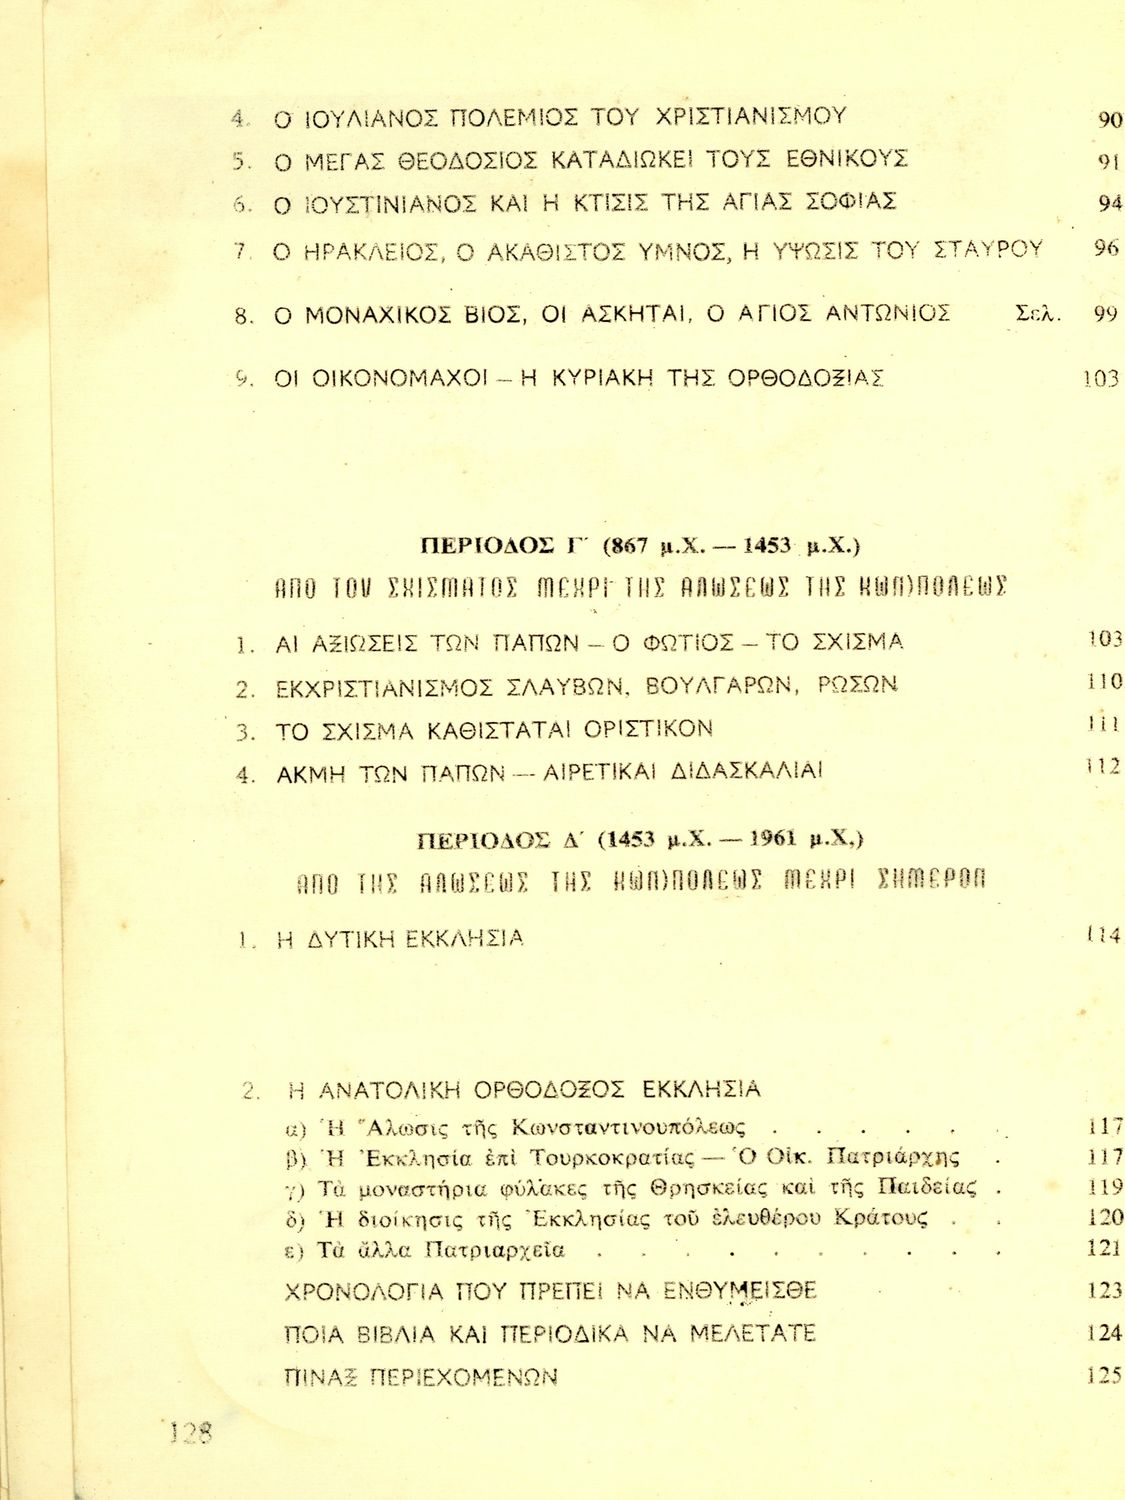 4. Ο ΙΟΥΛΙΑΝΟΣ ΠΟΛΕΜΙΟΣ ΤΟΥ ΧΡΙΣΤΙΑΝΙΣΜΟΥ 90
5. Ο ΜΕΓΑΣ ΘΕΟΔΟΣΙΟΣ ΚΑΤΑΔΙΩΚΕΙ ΤΟΥΣ ΕΘΝΙΚΟΥΣ 91
6. Ο ΙΟΥΣΤΙΝΙΑΝΟΣ ΚΑΙ Η ΚΤΙΣΙΣ ΤΗΣ ΑΓΙΑΣ ΣΟΦΙΑΣ 94
7. Ο ΗΡΑΚΛΕΙΟΣ, Ο ΑΚΑΘΙΣΤΟΣ ΥΜΝΟΣ, Η ΥΨΩΣΙΣ ΤΟΥ ΣΤΑΥΡΟΥ 96
8. Ο ΜΟΝΑΧΙΚΟΣ ΒΙΟΣ, ΟΙ ΑΣΚΗΤΑΙ, Ο ΑΓΙΟΣ ΑΝΤΩΝΙΟΣ Σελ. 99
9. ΟΙ ΟΙΚΟΝΟΜΑΧΟΙ – Η ΚΥΡΙΑΚΗ ΤΗΣ ΟΡΘΟΔΟΞΙΑΣ 103
ΠΕΡΙΟΔΟΣ Γ΄ (867 μ.Χ. — 1453 μ.Χ.)
ΑΠΟ ΤΟΥ ΣΧΙΣΜΑΤΟΣ ΜΕΧΡΙ ΤΗΣ ΑΛΩΣΕΩΣ ΤΗΣ ΚΩΝ)ΠΟΛΕΩΣ
1. ΑΙ ΑΞΙΩΣΕΙΣ ΤΩΝ ΠΑΠΩΝ – Ο ΦΩΤΙΟΣ – ΤΟ ΣΧΙΣΜΑ 103
2. ΕΚΧΡΙΣΤΙΑΝΙΣΜΟΣ ΣΛΑΥΒΩΝ, ΒΟΥΛΓΑΡΩΝ, ΡΩΣΩΝ 110
3. ΤΟ ΣΧΙΣΜΑ ΚΑΘΙΣΤΑΤΑΙ ΟΡΙΣΤΙΚΟΝ 111
4. ΑΚΜΗ ΤΩΝ ΠΑΠΩΝ — ΑΙΡΕΤΙΚΑΙ ΔΙΔΑΣΚΑΛΙΑΙ 112
ΠΕΡΙΟΔΟΣ Δ΄ (1453 μ.Χ. — 1961 μ.Χ.)
ΑΠΟ ΤΗΣ ΑΛΩΣΕΩΣ ΤΗΣ ΚΩΝ)ΠΟΛΕΩΣ ΜΕΧΡΙ ΣΗΜΕΡΟΝ
1. Η ΔΥΤΙΚΗ ΕΚΚΛΗΣΙΑ 114
2. Η ΑΝΑΤΟΛΙΚΗ ΟΡΘΟΔΟΞΟΣ ΕΚΚΛΗΣΙΑ
α) Ἡ Ἅλωσις τῆς Κωνσταντινουπόλεως . . . . . 117
β) Ἡ Ἐκκλησία ἐπὶ Τουρκοκρατίας — Ὁ Οἰκ. Πατριάρχης . 117
γ) Τὰ μοναστήρια φύλακες τῆς Θρησκείας καὶ τῆς Παιδείας . 119
δ) Ἡ διοίκησις τῆς Ἐκκλησίας τοῦ ἐλευθέρου Κράτους . . 120
ε) Τὰ ἄλλα Πατριαρχεῖα . . . . . . . . . . 121
ΧΡΟΝΟΛΟΓΙΑ ΠΟΥ ΠΡΕΠΕΙ ΝΑ ΕΝΘΥΜΕΙΣΘΕ 123
ΠΟΙΑ ΒΙΒΛΙΑ ΚΑΙ ΠΕΡΙΟΔΙΚΑ ΝΑ ΜΕΛΕΤΑΤΕ 124
ΠΙΝΑΞ ΠΕΡΙΕΧΟΜΕΝΩΝ 125
128